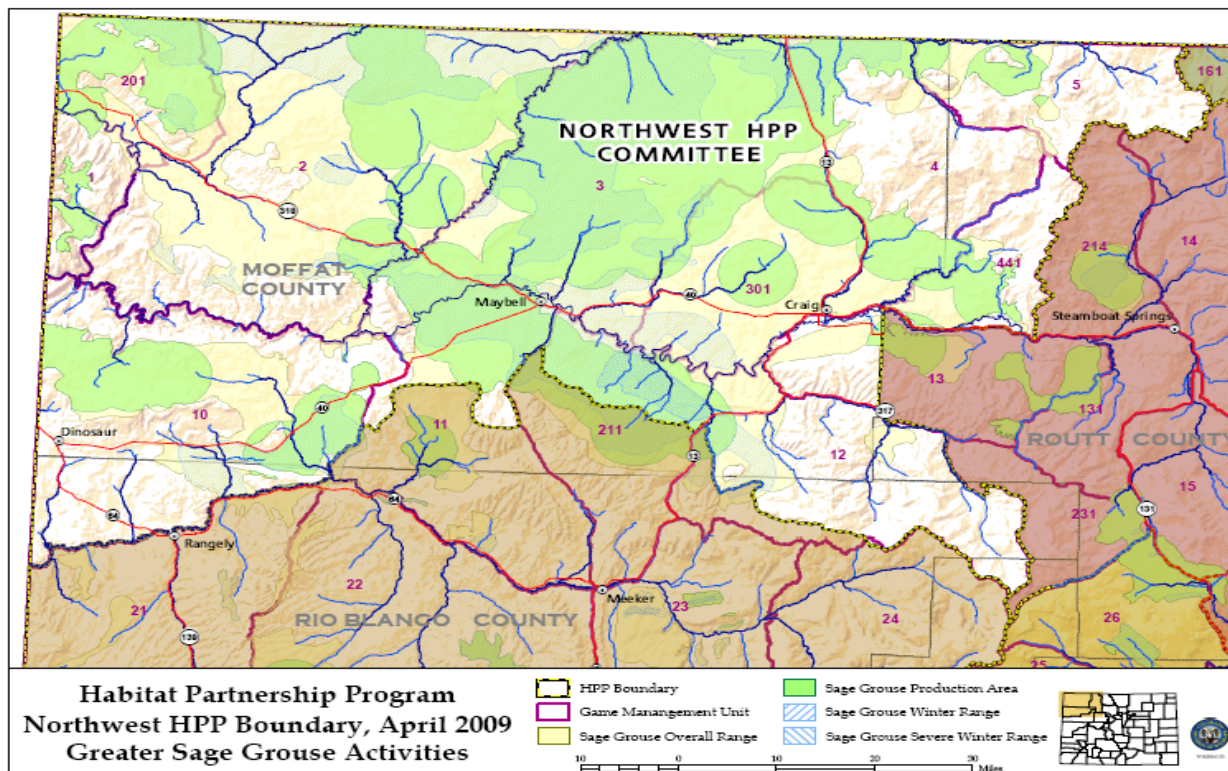 201
161
5
NORTHWEST HPP
COMMITTEE
13
2
4
1
3
318
214
14
MOFFAT
COUNTY
441
301
Maybell
40
Craig
Steamboat Springs
13
10
40
11
211
317
131
Dinosaur
ROUTT COUNTY
13
12
64
64
15
231
131
Rangely
22
Meeker
21
23
24
26
RIO BLANCO COUNTY
139
25
Habitat Partnership Program
Northwest HPP Boundary, April 2009
Greater Sage Grouse Activities
HPP Boundary
Game Manangement Unit
Sage Grouse Overall Range
Sage Grouse Production Area
Sage Grouse Winter Range
Sage Grouse Severe Winter Range
10 0 10 20 30
Miles